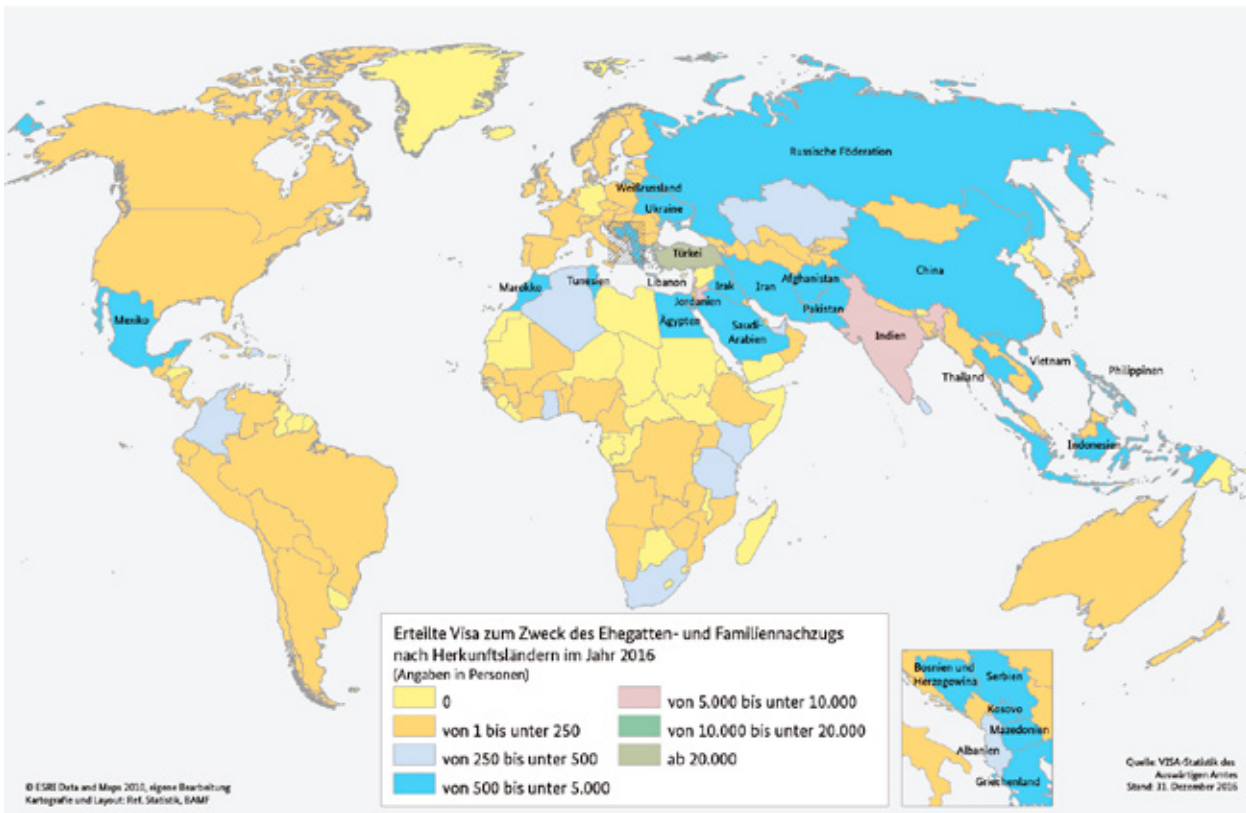 Russische Föderation
Weißrussland
Ukraine
Türkei
China
Marokko
Tunesien
Libanon
Irak
Iran
Afghanistan
Jordanien
Pakistan
Mexiko
Ägypten
Saudi-
Arabien
Indien
Vietnam
Philippinen
Thailand
Indonesien
Erteilte Visa zum Zweck des Ehegatten- und Familiennachzugs
nach Herkunftsländern im Jahr 2016
(Angaben in Personen)
0
von 1 bis unter 250
von 250 bis unter 500
von 500 bis unter 5.000
von 5.000 bis unter 10.000
von 10.000 bis unter 20.000
ab 20.000
Bosnien und
Herzegowina
Serbien
Kosovo
Mazedonien
Albanien
Griechenland
© ESRI Data and Maps 2010, eigene Bearbeitung
Kartografie und Layout: Ref. Statistik, BAMF
Quelle: VISA-Statistik des
Auswärtigen Amtes
Stand: 31. Dezember 2016